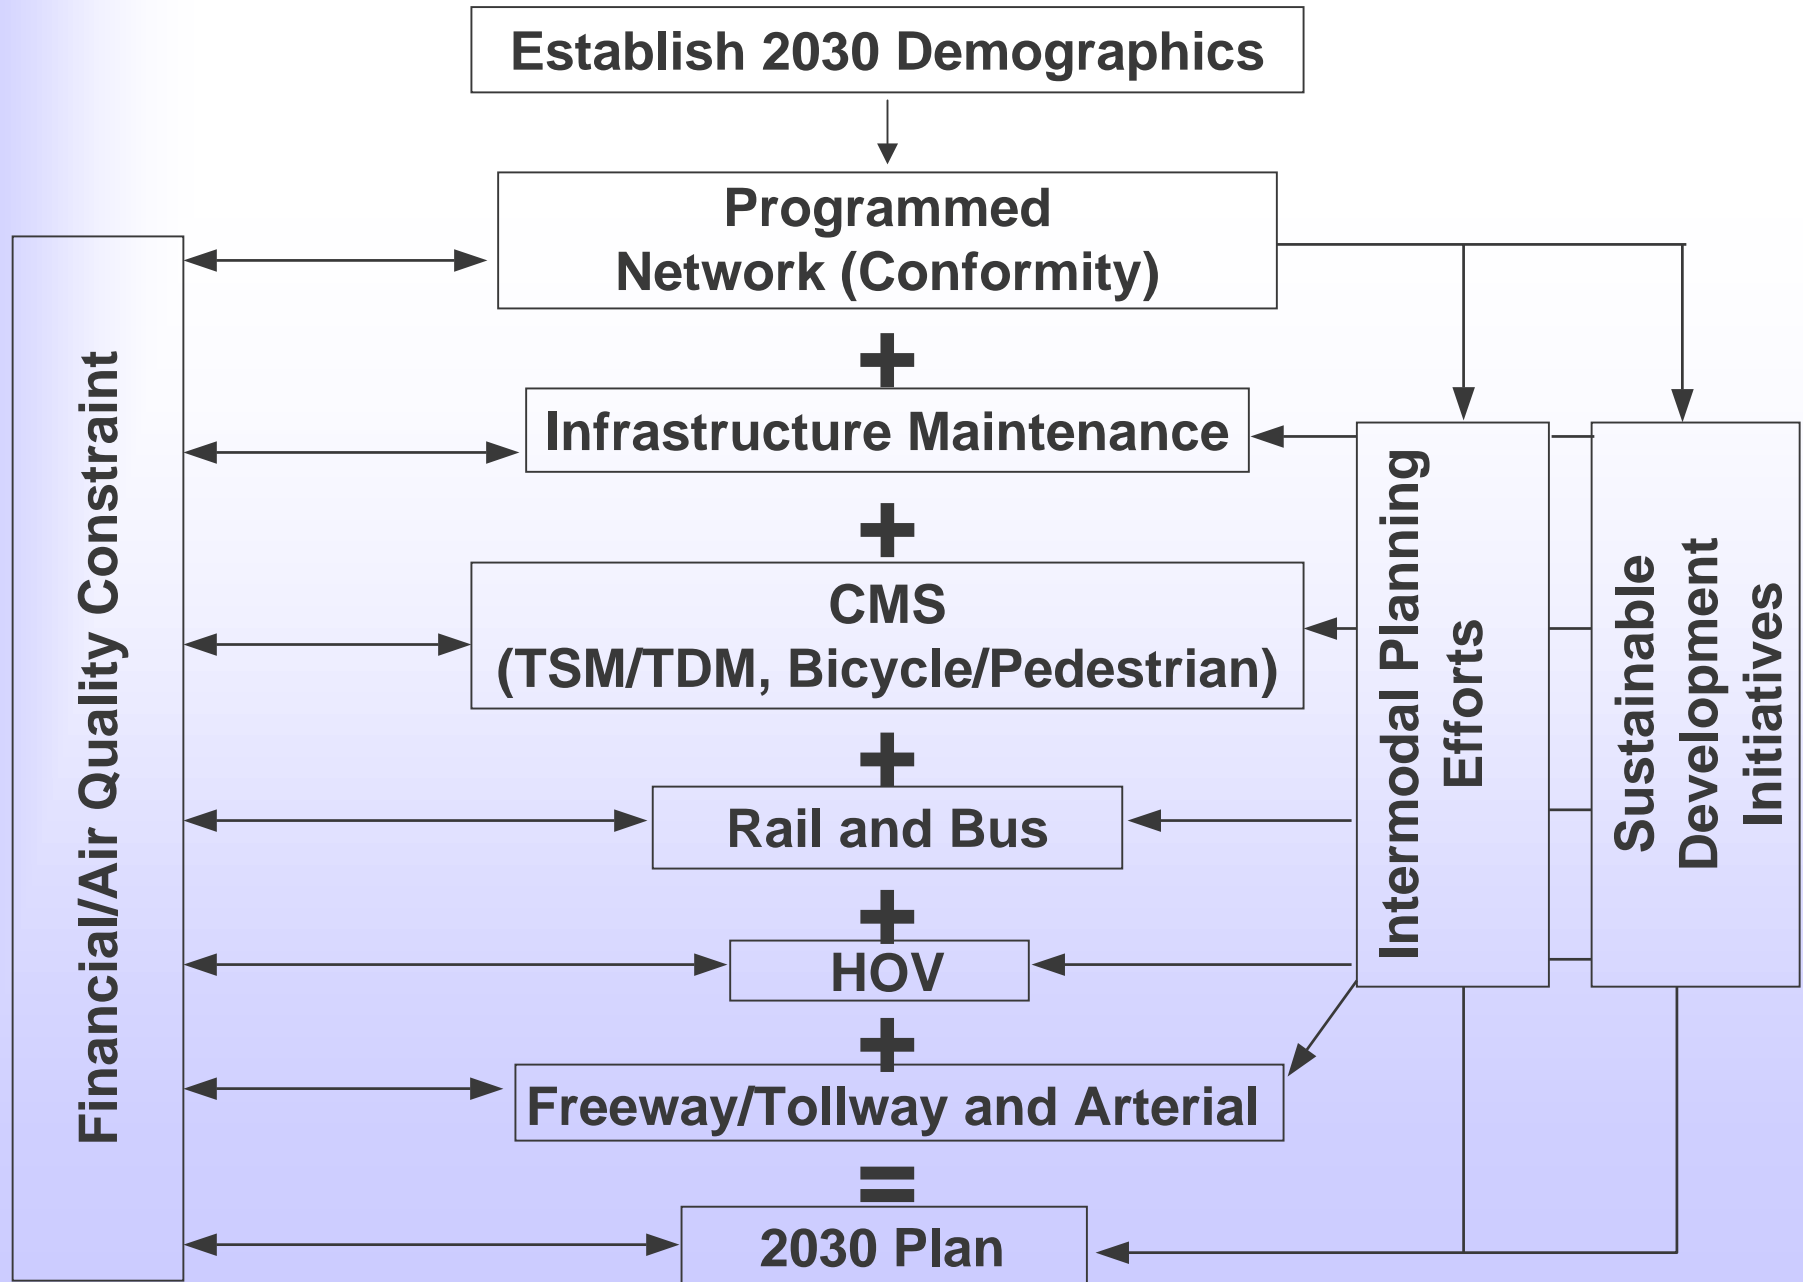 Establish 2030 Demographics
Programmed
Network (Conformity)
+
Infrastructure Maintenance
+
CMS
(TSM/TDM, Bicycle/Pedestrian)
+
Rail and Bus
+
HOV
+
Freeway/Tollway and Arterial
=
2030 Plan
Financial/Air Quality Constraint
Intermodal Planning
Efforts
Sustainable
Development
Initiatives